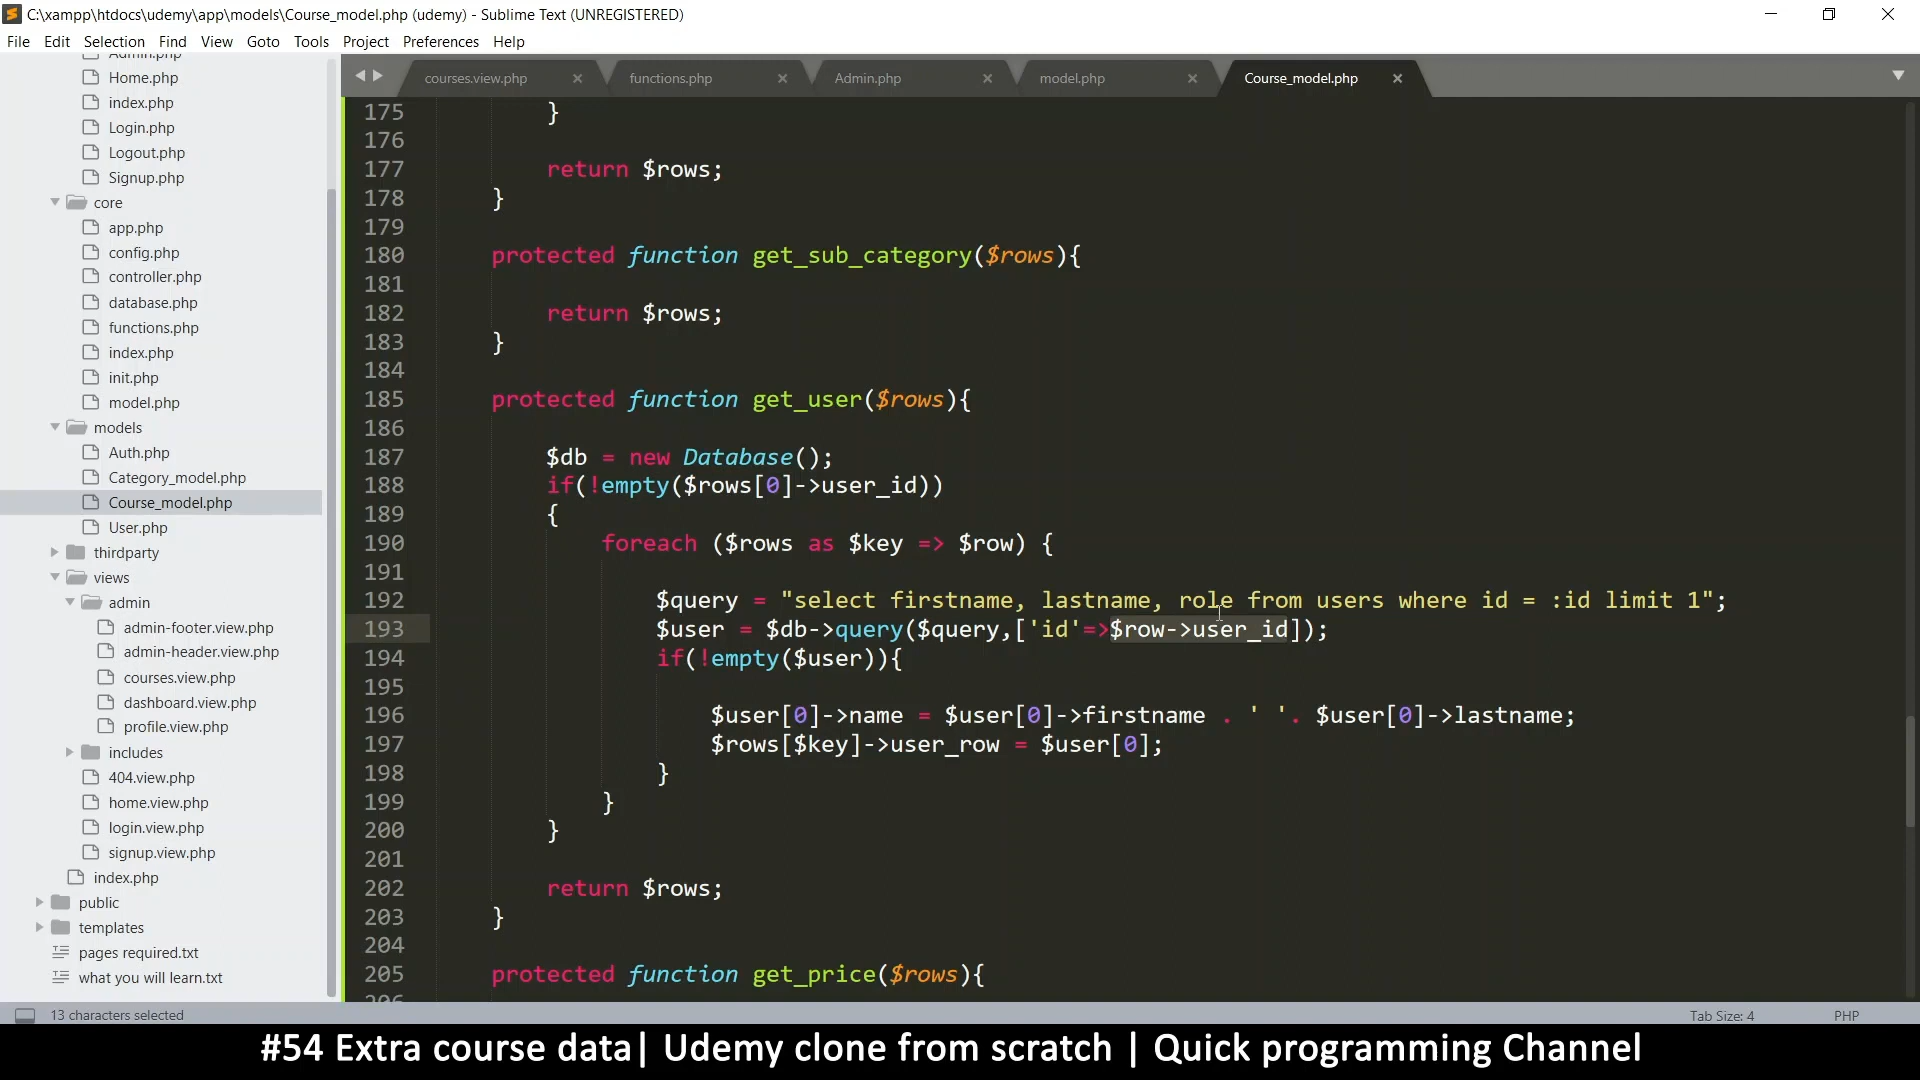 C:\xampp\htdocs\udemy\app\models\Course_model.php (udemy) - Sublime Text (UNREGISTERED)
File Edit Selection Find View Goto Tools Project Preferences Help
courses.view.php functions.php Admin.php model.php Course_model.php
Admin.php
Home.php
index.php
Login.php
Logout.php
Signup.php
core
app.php
config.php
controller.php
database.php
functions.php
index.php
init.php
model.php
models
Auth.php
Category_model.php
Course_model.php
User.php
thirdparty
views
admin
admin-footer.view.php
admin-header.view.php
courses.view.php
dashboard.view.php
profile.view.php
includes
404.view.php
home.view.php
login.view.php
signup.view.php
index.php
public
templates
pages required.txt
what you will learn.txt
175 }
176
177 return $rows;
178 }
179
180 protected function get_sub_category($rows){
181
182 return $rows;
183 }
184
185 protected function get_user($rows){
186
187 $db = new Database();
188 if(!empty($rows[0]->user_id))
189 {
190 foreach ($rows as $key => $row) {
191
192 $query = "select firstname, lastname, role from users where id = :id limit 1";
193 $user = $db->query($query,['id'=>$row->user_id]);
194 if(!empty($user)){
195
196 $user[0]->name = $user[0]->firstname . ' '. $user[0]->lastname;
197 $rows[$key]->user_row = $user[0];
198 }
199 }
200 }
201
202 return $rows;
203 }
204
205 protected function get_price($rows){
206
13 characters selected Tab Size: 4 PHP
#54 Extra course data| Udemy clone from scratch | Quick programming Channel